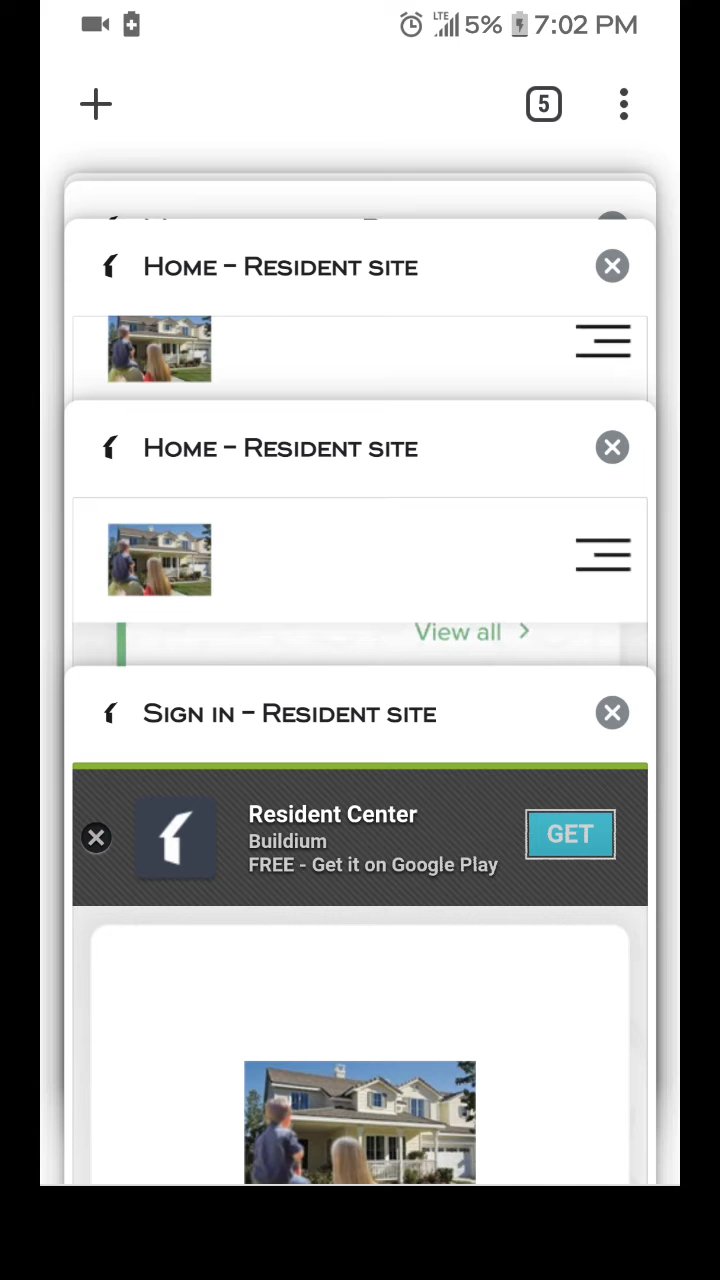 LTE 5% 7:02 PM
5
Home – Resident site
Home – Resident site
View all
Sign in – Resident site
Resident Center
Buildium
FREE - Get it on Google Play
GET